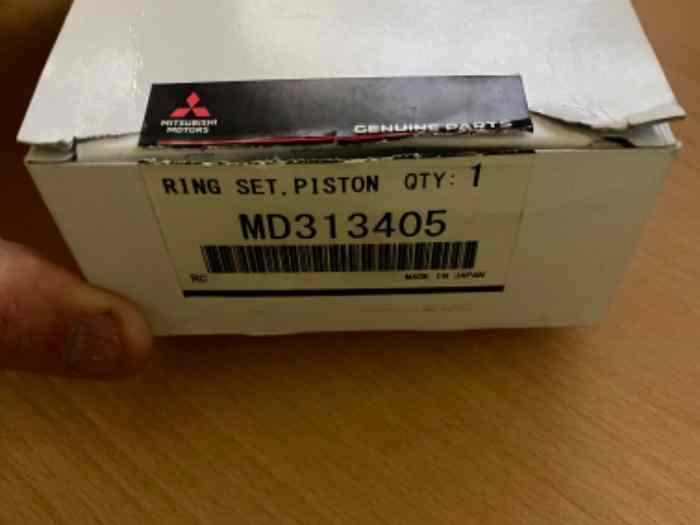 MITSUBISHI
MOTORS
GENUINE PARTS
RING SET, PISTON QTY: 1
MD313405
RC MADE IN JAPAN